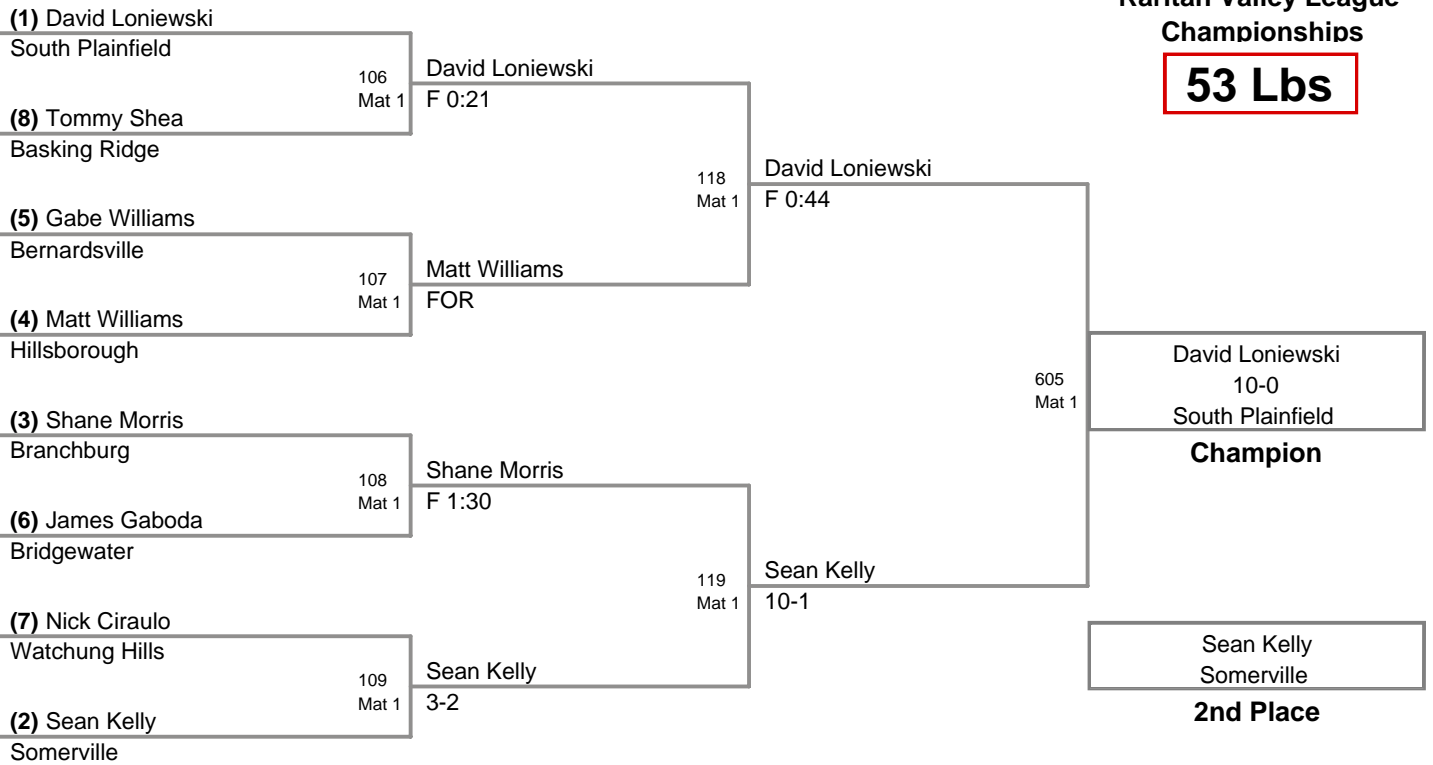 Raritan Valley League
Championships
53 Lbs
(1) David Loniewski
South Plainfield
106
Mat 1
David Loniewski
F 0:21
(8) Tommy Shea
Basking Ridge
118
Mat 1
David Loniewski
F 0:44
(5) Gabe Williams
Bernardsville
107
Mat 1
Matt Williams
FOR
(4) Matt Williams
Hillsborough
605
Mat 1
David Loniewski
10-0
South Plainfield
Champion
(3) Shane Morris
Branchburg
108
Mat 1
Shane Morris
F 1:30
(6) James Gaboda
Bridgewater
119
Mat 1
Sean Kelly
10-1
(7) Nick Ciraulo
Watchung Hills
109
Mat 1
Sean Kelly
3-2
(2) Sean Kelly
Somerville
Sean Kelly
Somerville
2nd Place